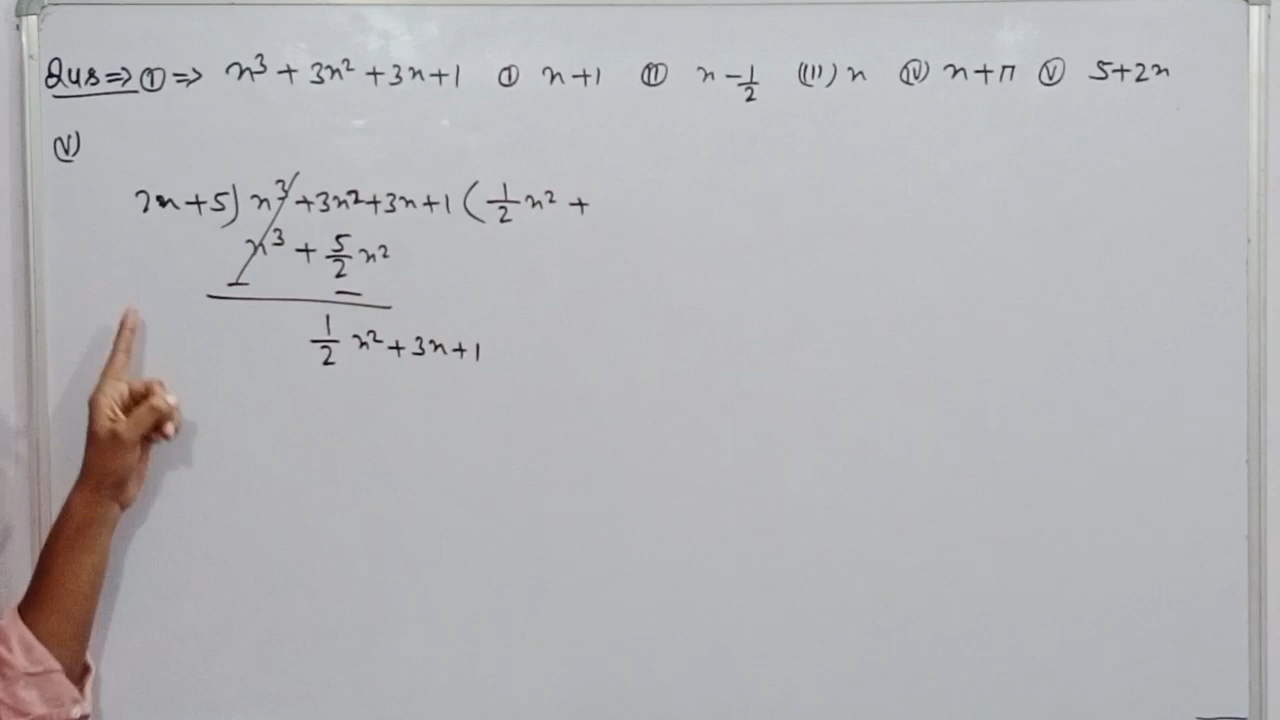 Qus ⇒ ① ⇒ x³ + 3x² + 3x + 1 ① x + 1 ⑪ x - 1/2 (iii) x ⓘⓥ x + π ⓥ 5 + 2x
ⓥ
2x + 5) x³ + 3x² + 3x + 1 ( 1/2 x² +
x³ + 5/2 x²
- -
1/2 x² + 3x + 1